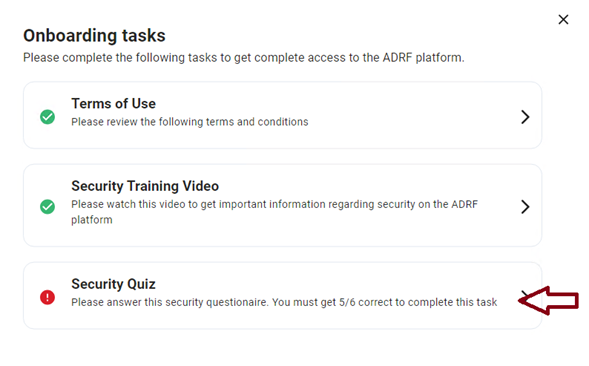 Onboarding tasks
Please complete the following tasks to get complete access to the ADRF platform.
Terms of Use
Please review the following terms and conditions
Security Training Video
Please watch this video to get important information regarding security on the ADRF
platform
Security Quiz
Please answer this security questionaire. You must get 5/6 correct to complete this task